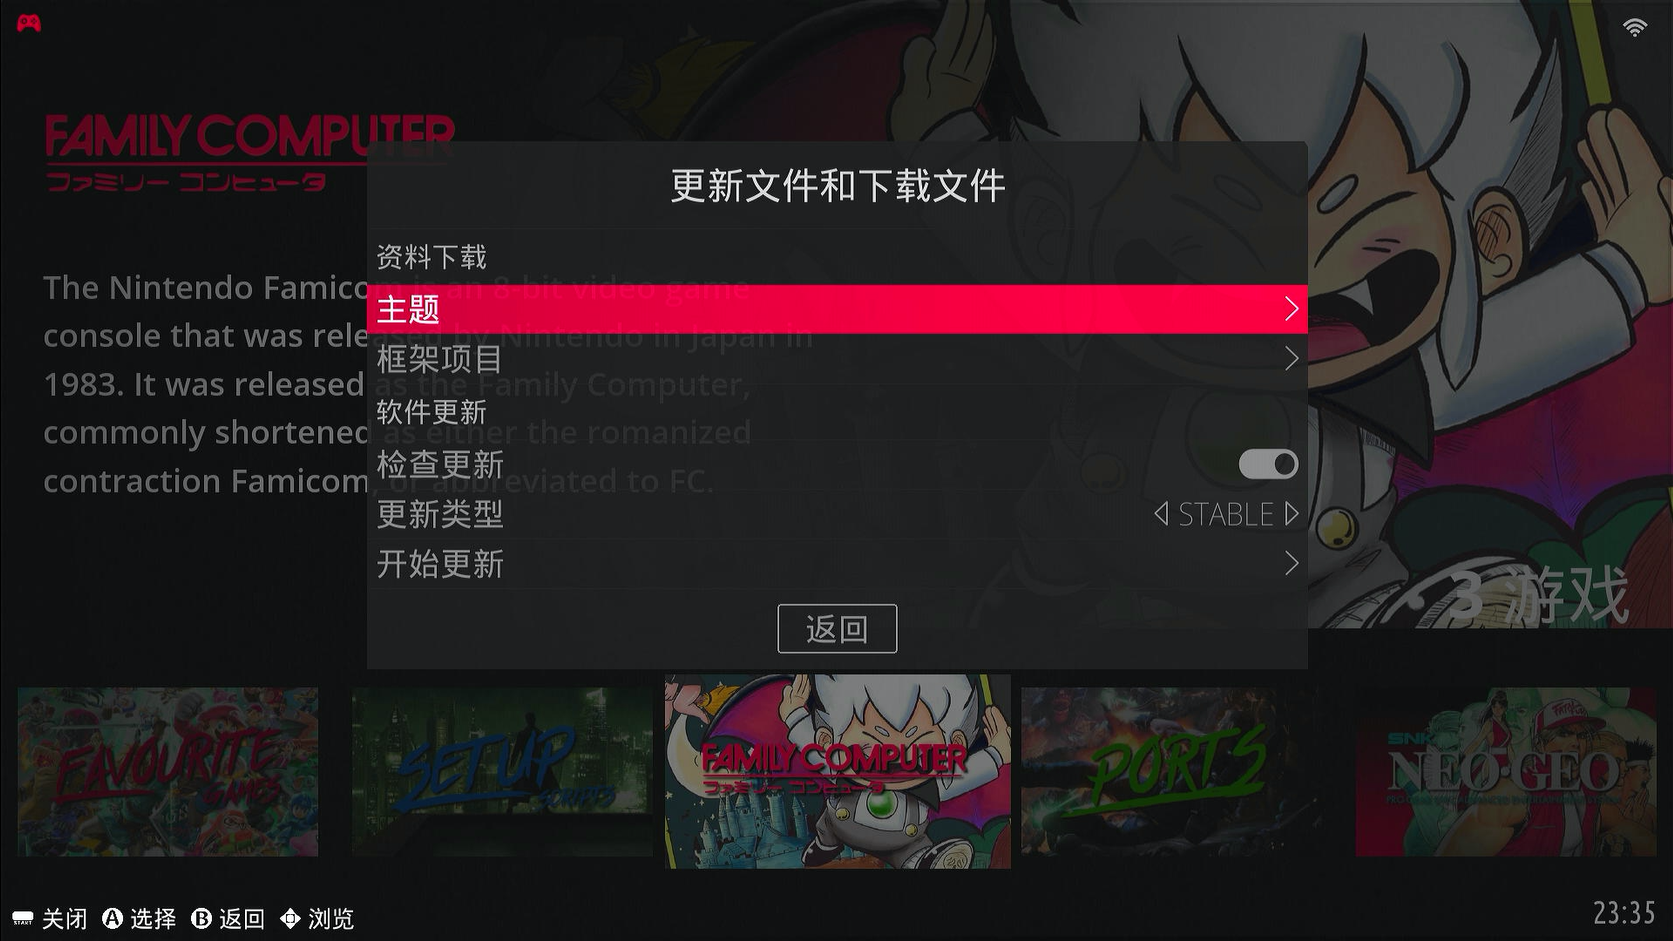 FAMILY COMPUTER
ファミリー コンピュータ
The Nintendo Famicom is an 8-bit video game
console that was released by Nintendo in Japan in
1983. It was released as the Family Computer,
commonly shortened as either the romanized
contraction Famicom, or abbreviated to FC.
更新文件和下载文件
资料下载
主题
框架项目
软件更新
检查更新
更新类型
STABLE
开始更新
返回
3 游戏
FAVOURITE
GAMES
SETUP
SCRIPTS
FAMILY COMPUTER
ファミリー コンピュータ
PORTS
SNK
NEO·GEO
START 关闭 A 选择 B 返回 浏览
23:35